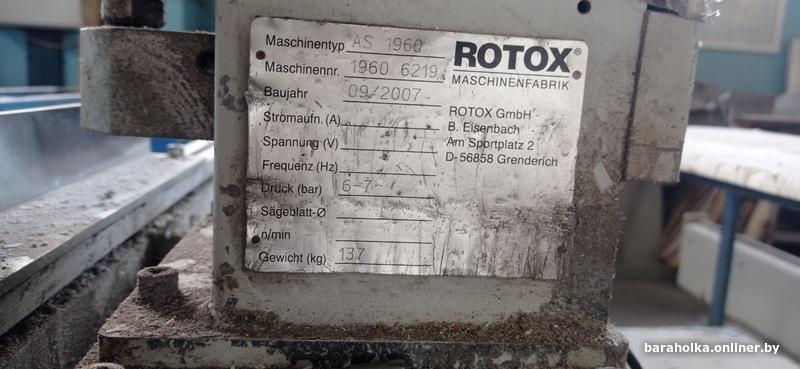 Maschinentyp AS 1960
Maschinennr. 1960 6219
Baujahr 09/2007
Stromaufn. (A)
Spannung (V)
Frequenz (Hz)
Druck (bar) 6-7
Sägeblatt-Ø
n/min
Gewicht (kg) 137
ROTOX®
MASCHINENFABRIK
ROTOX GmbH
B. Eisenbach
Am Sportplatz 2
D-56858 Grenderich
baraholka.onliner.by